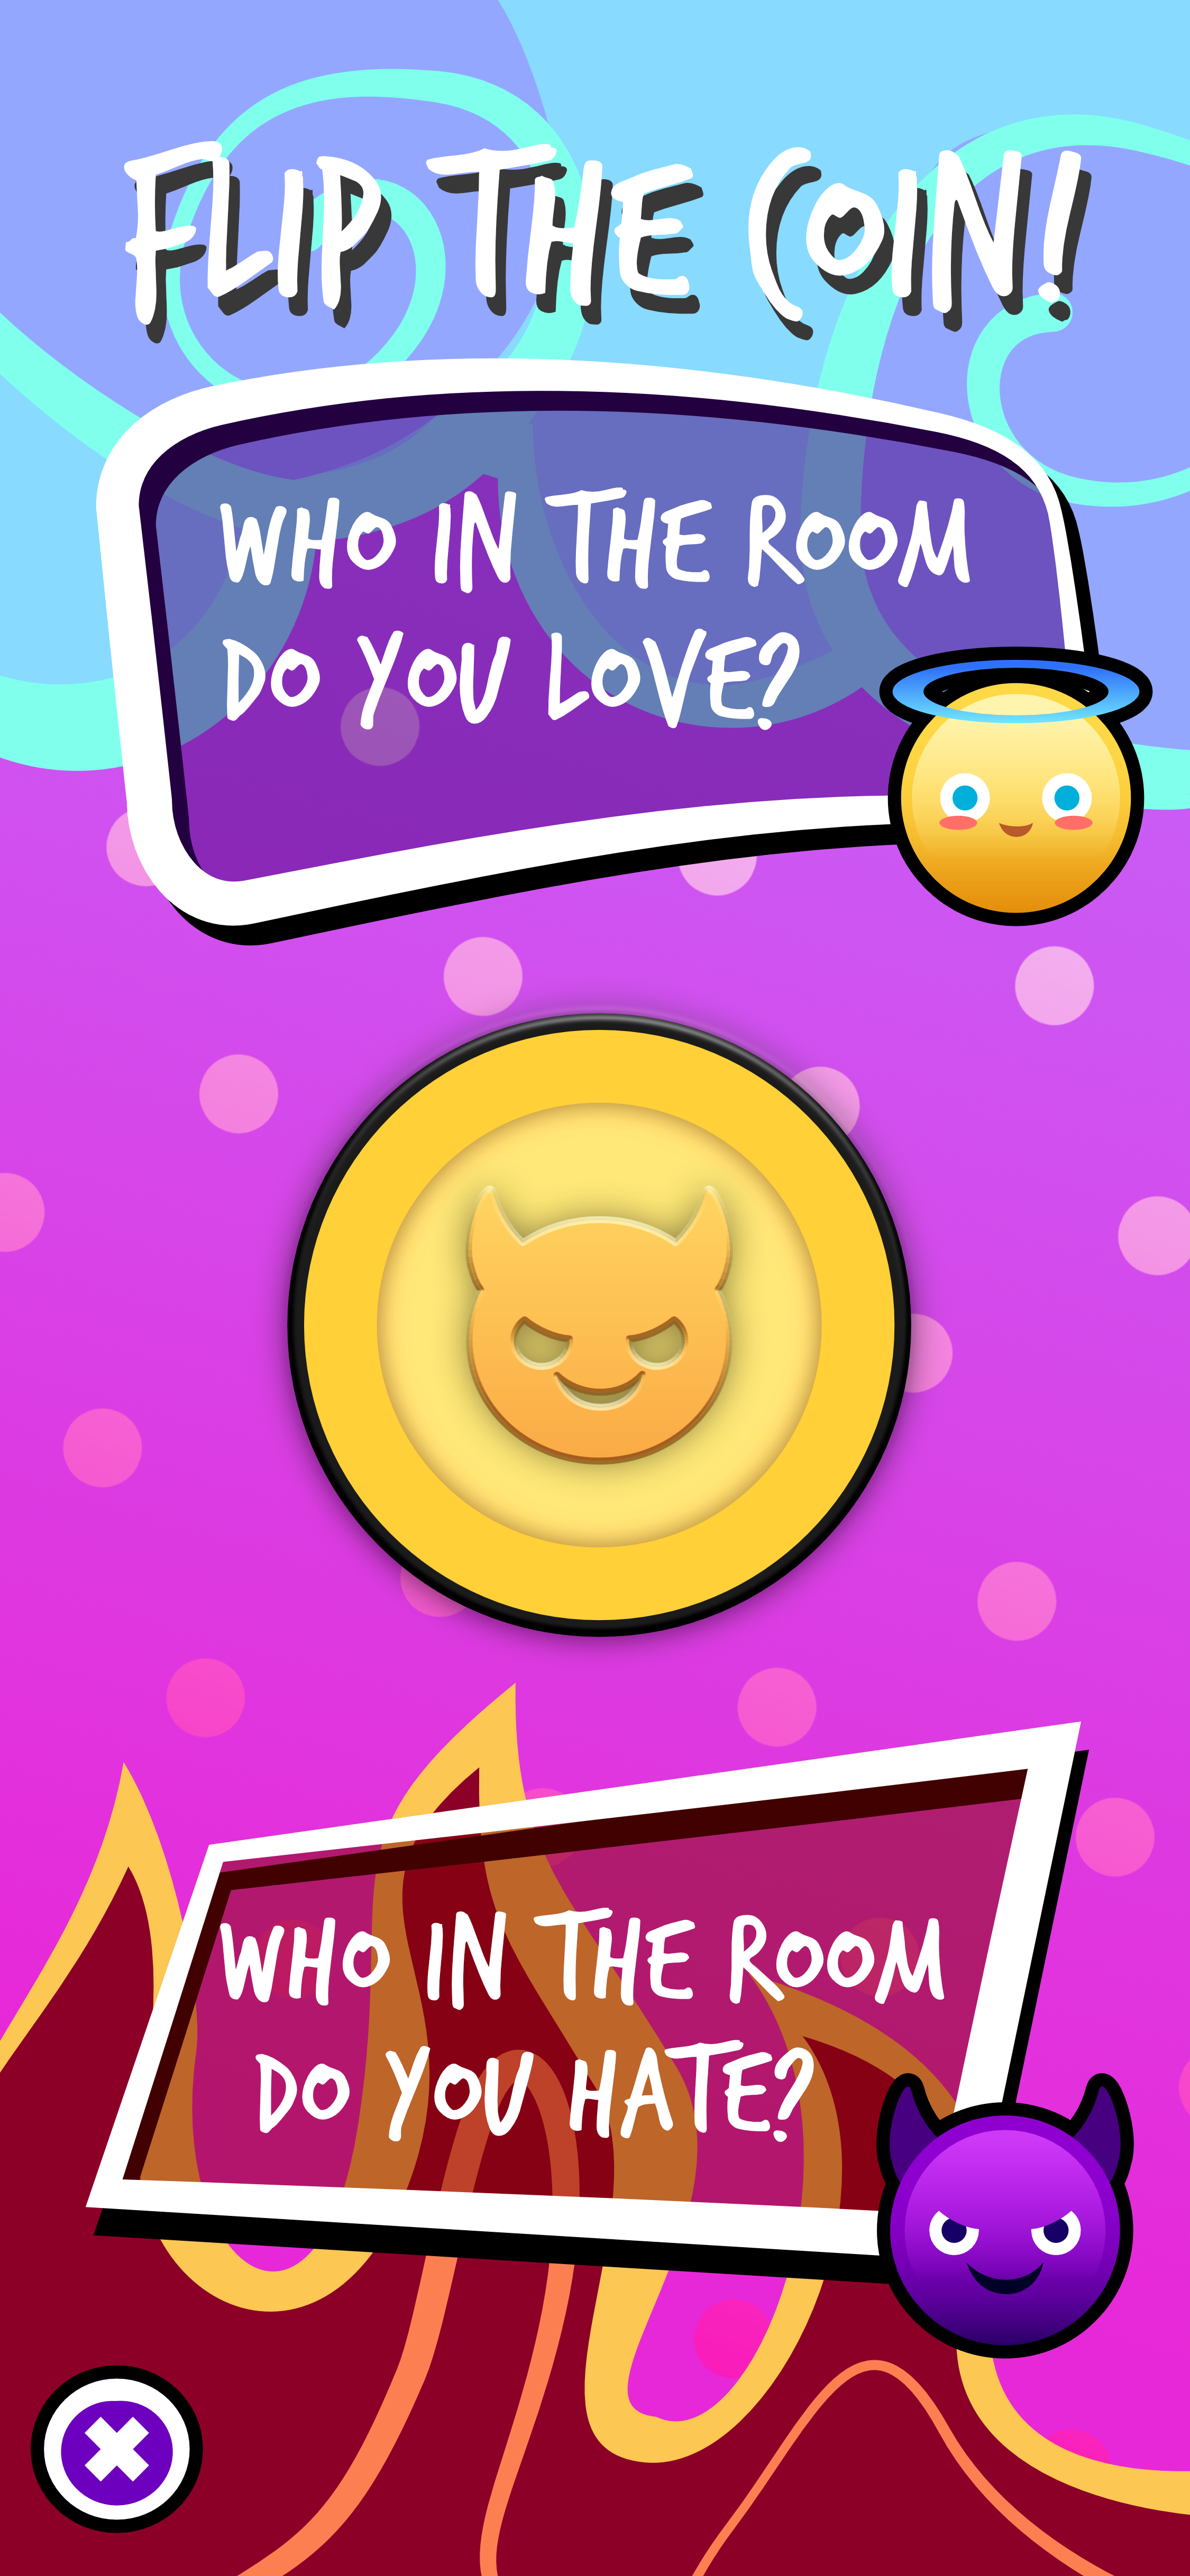 FLIP THE COIN!
WHO IN THE ROOM
DO YOU LOVE?
WHO IN THE ROOM
DO YOU HATE?